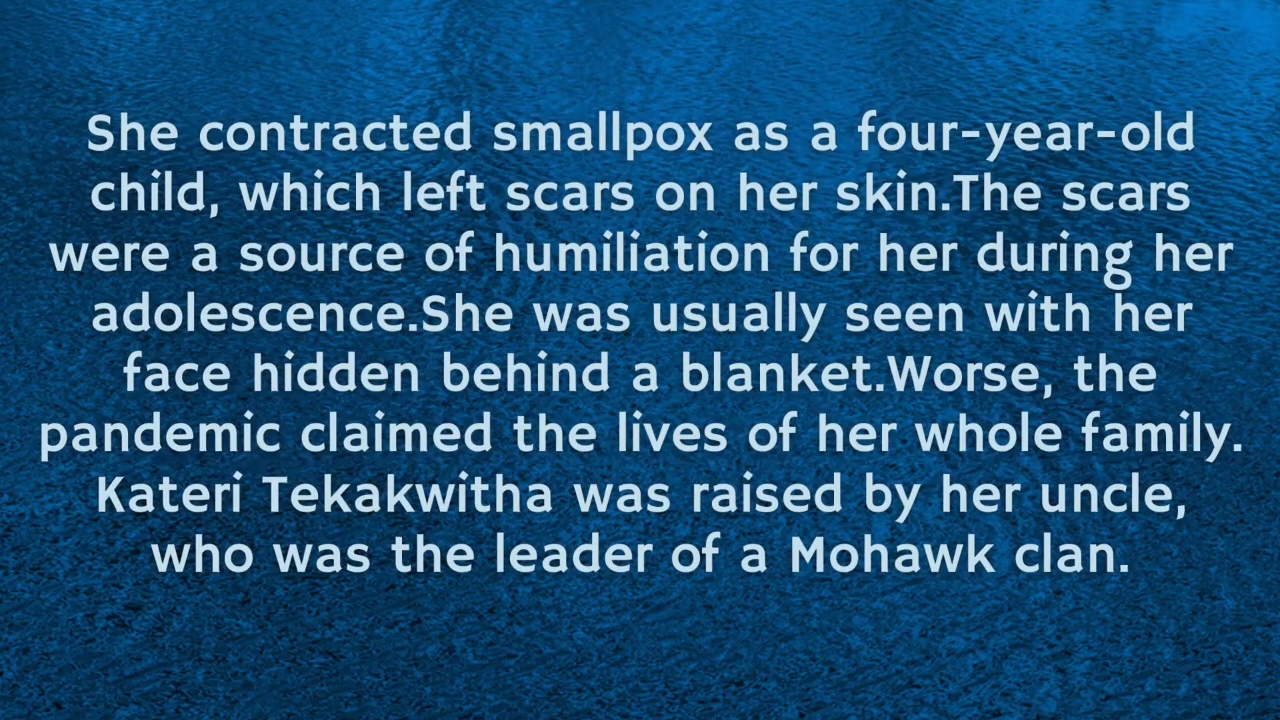 She contracted smallpox as a four-year-old
child, which left scars on her skin.The scars
were a source of humiliation for her during her
adolescence.She was usually seen with her
face hidden behind a blanket.Worse, the
pandemic claimed the lives of her whole family.
Kateri Tekakwitha was raised by her uncle,
who was the leader of a Mohawk clan.